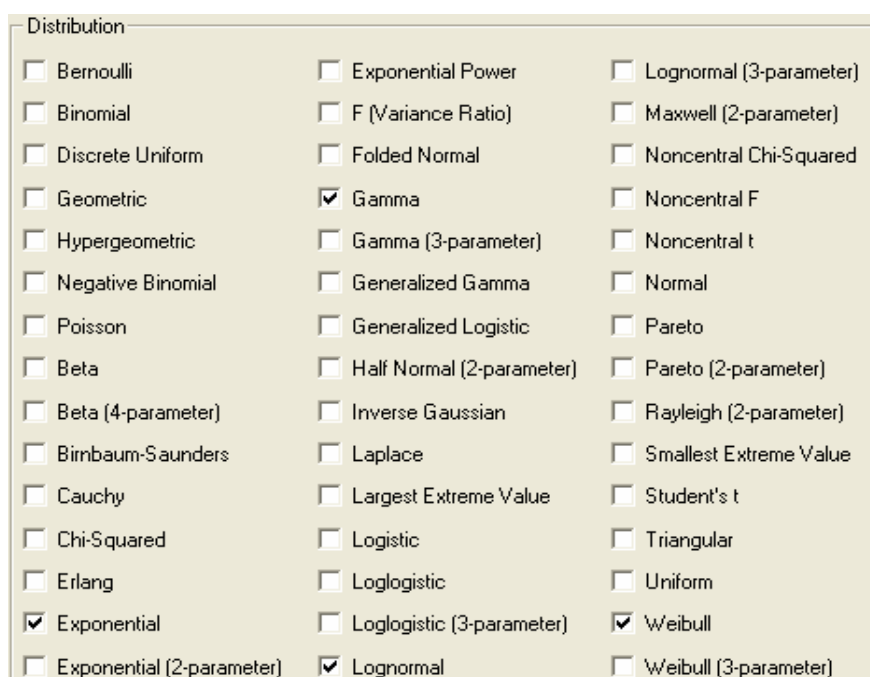 Distribution
Bernoulli
Binomial
Discrete Uniform
Geometric
Hypergeometric
Negative Binomial
Poisson
Beta
Beta (4-parameter)
Birnbaum-Saunders
Cauchy
Chi-Squared
Erlang
Exponential
Exponential (2-parameter)
Exponential Power
F (Variance Ratio)
Folded Normal
Gamma
Gamma (3-parameter)
Generalized Gamma
Generalized Logistic
Half Normal (2-parameter)
Inverse Gaussian
Laplace
Largest Extreme Value
Logistic
Loglogistic
Loglogistic (3-parameter)
Lognormal
Lognormal (3-parameter)
Maxwell (2-parameter)
Noncentral Chi-Squared
Noncentral F
Noncentral t
Normal
Pareto
Pareto (2-parameter)
Rayleigh (2-parameter)
Smallest Extreme Value
Student's t
Triangular
Uniform
Weibull
Weibull (3-parameter)